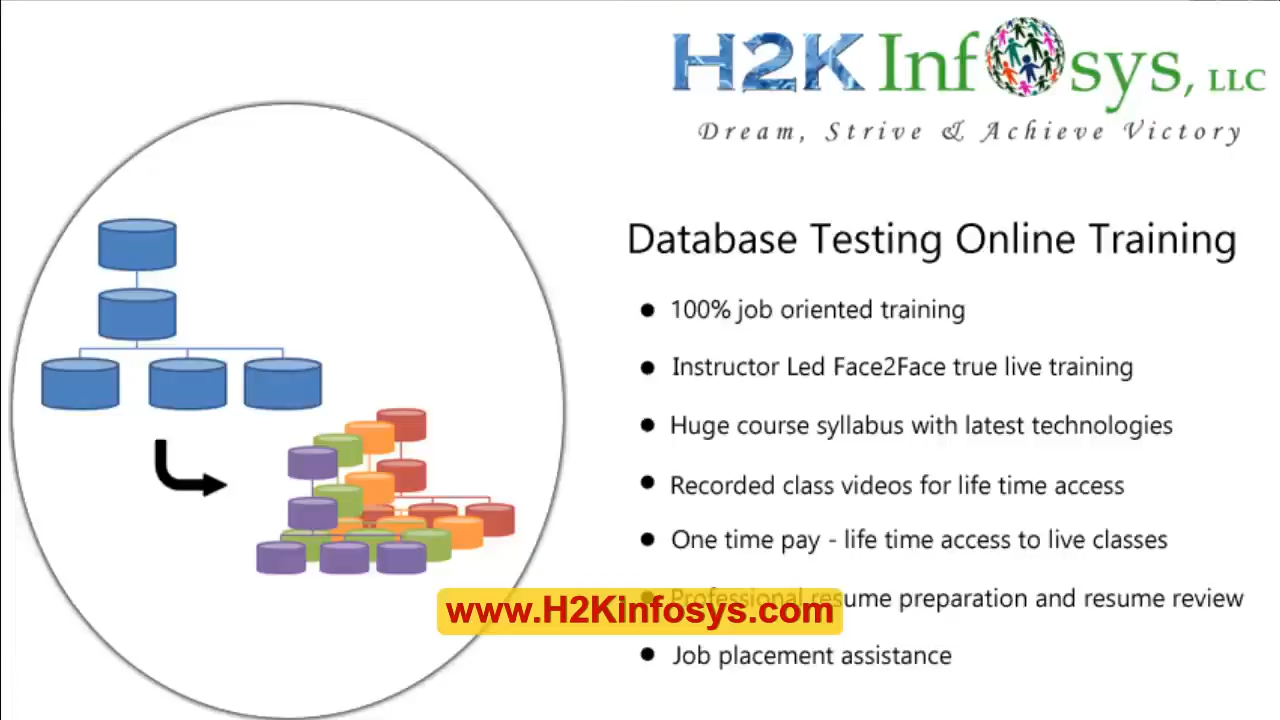 H2K Infosys, LLC
Dream, Strive & Achieve Victory
Database Testing Online Training
100% job oriented training
Instructor Led Face2Face true live training
Huge course syllabus with latest technologies
Recorded class videos for life time access
One time pay - life time access to live classes
Professional resume preparation and resume review
www.H2Kinfosys.com
Job placement assistance